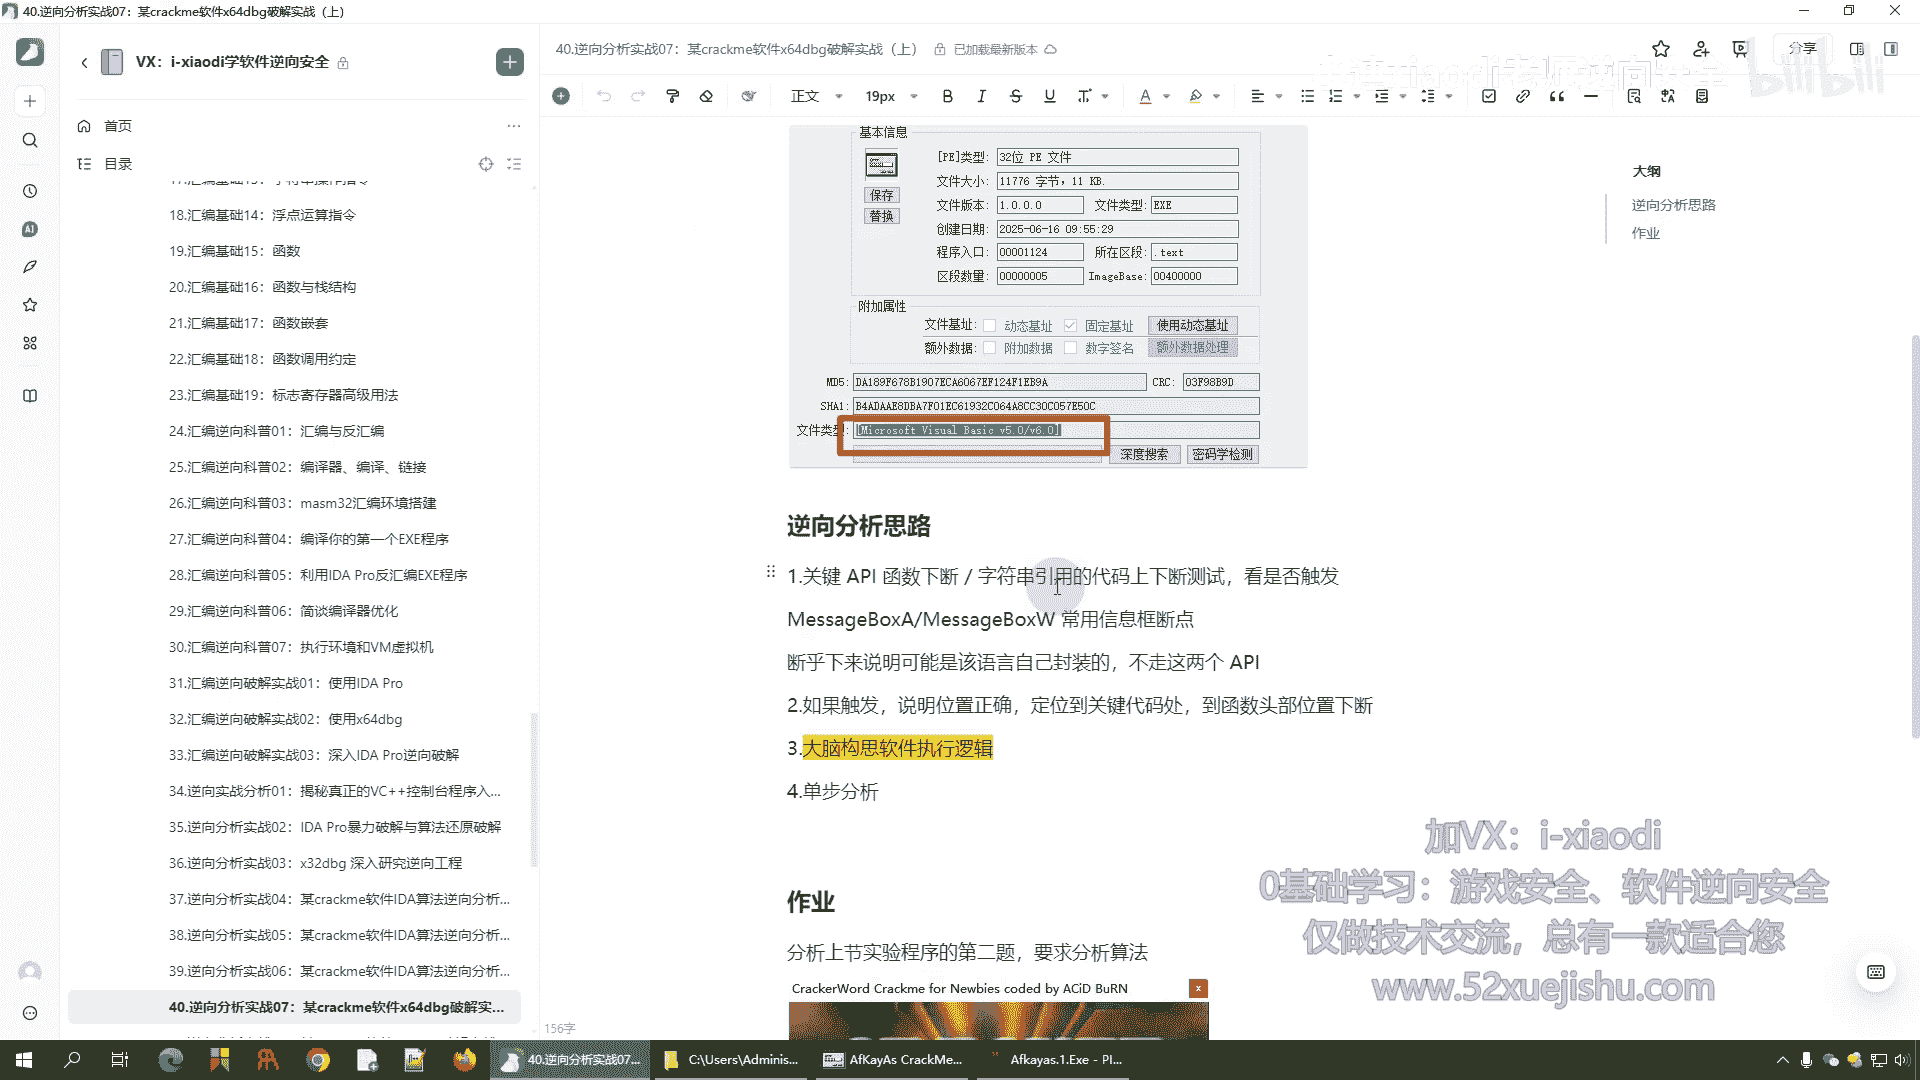 40.逆向分析实战07：某crackme软件x64dbg破解实战（上）
VX：i-xiaodi学软件逆向安全
首页
目录
18.汇编基础14：浮点运算指令
19.汇编基础15：函数
20.汇编基础16：函数与栈结构
21.汇编基础17：函数嵌套
22.汇编基础18：函数调用约定
23.汇编基础19：标志寄存器高级用法
24.汇编逆向科普01：汇编与反汇编
25.汇编逆向科普02：编译器、编译、链接
26.汇编逆向科普03：masm32汇编环境搭建
27.汇编逆向科普04：编译你的第一个EXE程序
28.汇编逆向科普05：利用IDA Pro反汇编EXE程序
29.汇编逆向科普06：简谈编译器优化
30.汇编逆向科普07：执行环境和VM虚拟机
31.汇编逆向破解实战01：使用IDA Pro
32.汇编逆向破解实战02：使用x64dbg
33.汇编逆向破解实战03：深入IDA Pro逆向破解
34.逆向实战分析01：揭秘真正的VC++控制台程序入...
35.逆向分析实战02：IDA Pro暴力破解与算法还原破解
36.逆向分析实战03：x32dbg 深入研究逆向工程
37.逆向分析实战04：某crackme软件IDA算法逆向分析...
38.逆向分析实战05：某crackme软件IDA算法逆向分析...
39.逆向分析实战06：某crackme软件IDA算法逆向分析...
40.逆向分析实战07：某crackme软件x64dbg破解实...
40.逆向分析实战07：某crackme软件x64dbg破解实战（上）
已加载最新版本
分享
bilibili
正文
19px
基本信息
保存
替换
[PE]类型: 32位 PE 文件
文件大小: 11776 字节, 11 KB.
文件版本: 1.0.0.0 文件类型: EXE
创建日期: 2025-06-16 09:55:29
程序入口: 00001124 所在区段: .text
区段数量: 00000005 ImageBase: 00400000
附加属性
文件基址: 动态基址 固定基址 使用动态基址
额外数据: 附加数据 数字签名 额外数据处理
MD5: DA189F678B1907ECA6067EF124F1EB9A CRC: 03F98B9D
SHA1: B4ADAAE8DBA7F01EC61932C064A8CC30C057E50C
文件类型: [Microsoft Visual Basic v5.0/v6.0]
深度搜索 密码学检测
逆向分析思路
1.关键 API 函数下断 / 字符串引用的代码上下断测试，看是否触发
MessageBoxA/MessageBoxW 常用信息框断点
断乎下来说明可能是该语言自己封装的，不走这两个 API
2.如果触发，说明位置正确，定位到关键代码处，到函数头部位置下断
3.大脑构思软件执行逻辑
4.单步分析
作业
分析上节实验程序的第二题，要求分析算法
CrackerWord Crackme for Newbies coded by ACiD BuRN
156字
大纲
逆向分析思路
作业
加VX：i-xiaodi
0基础学习：游戏安全、软件逆向安全
仅做技术交流，总有一款适合您
www.52xuejishu.com
40.逆向分析实战07...
C:\Users\Adminis...
AfKayAs CrackMe...
Afkayas.1.Exe - PI...